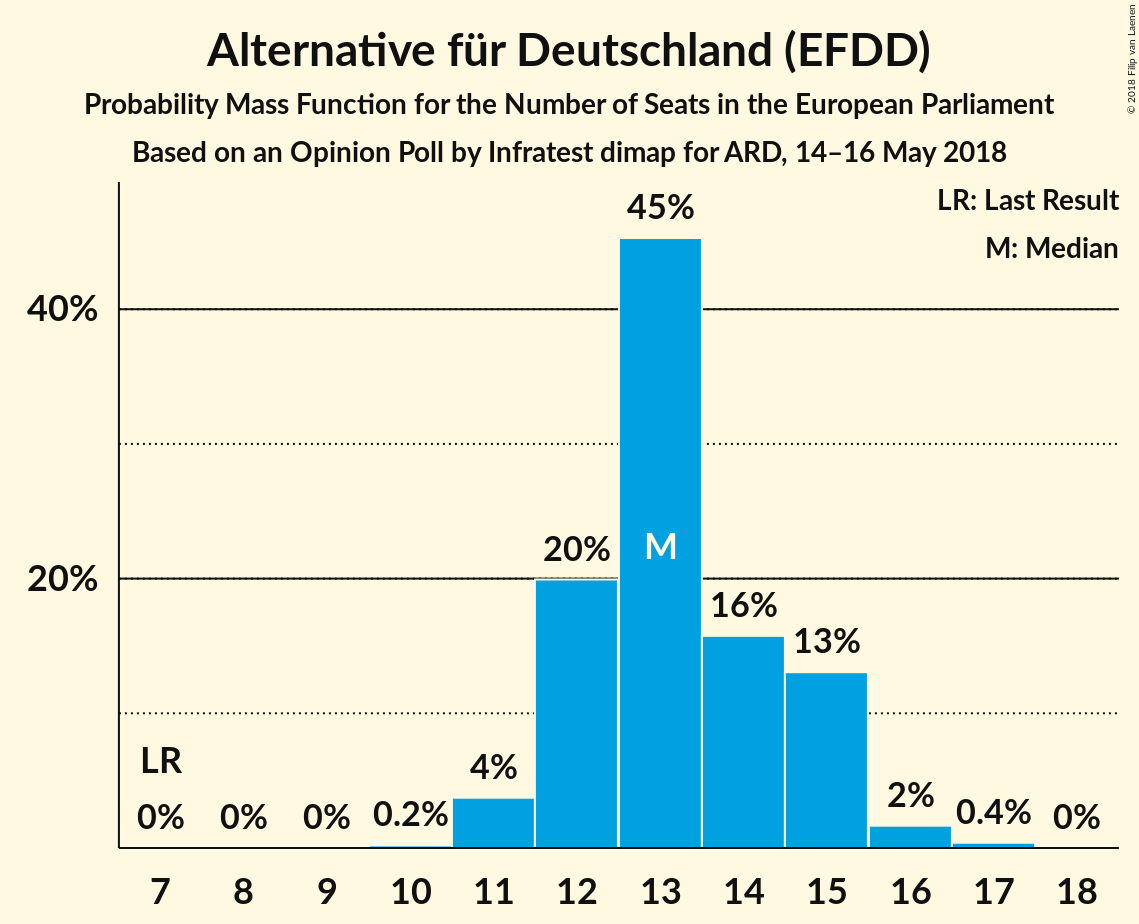 Alternative für Deutschland (EFDD)
Probability Mass Function for the Number of Seats in the European Parliament
Based on an Opinion Poll by Infratest dimap for ARD, 14–16 May 2018
© 2018 Filip van Laenen
LR: Last Result
M: Median
45%
40%
20%
M
20%
16%
13%
LR
4%
2%
0%
0%
0%
0.2%
0.4%
0%
7 8 9 10 11 12 13 14 15 16 17 18